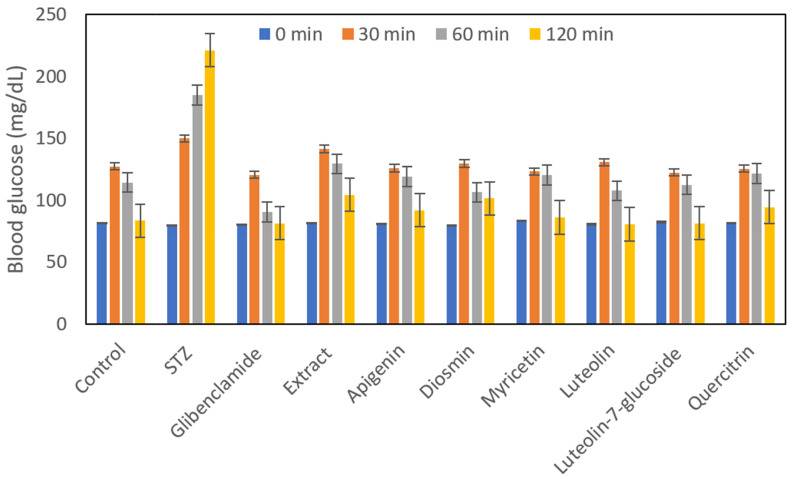 250
0 min 30 min 60 min 120 min
200
150
100
50
0
Blood glucose (mg/dL)
Control
STZ
Glibenclamide
Extract
Apigenin
Diosmin
Myricetin
Luteolin
Luteolin-7-glucoside
Quercitrin